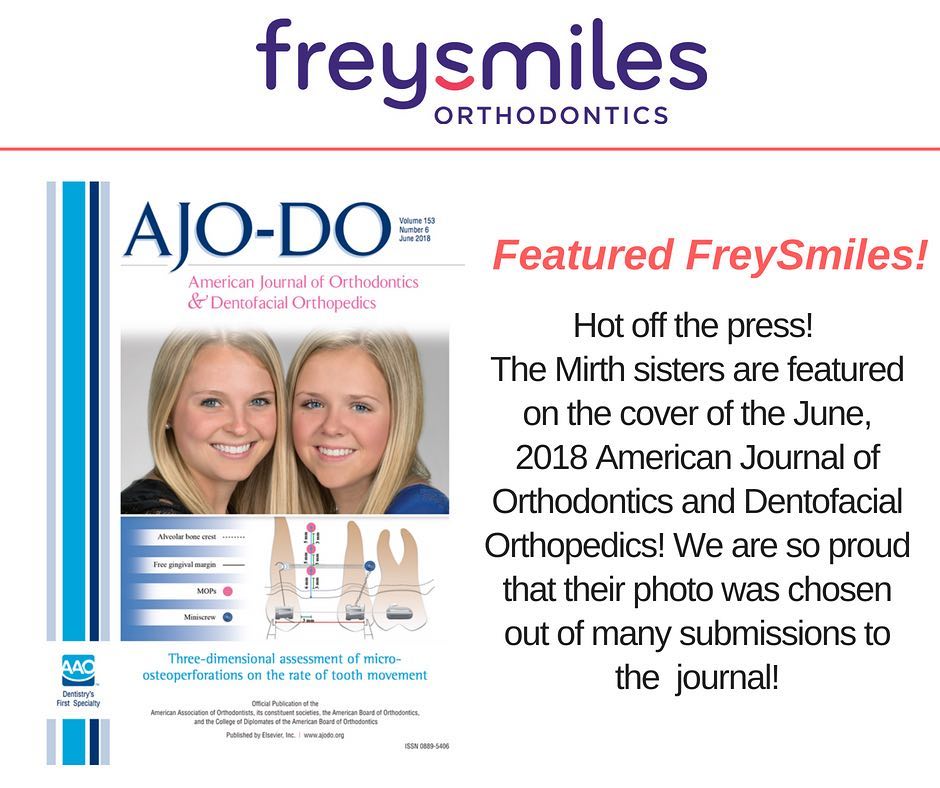 freysmiles
ORTHODONTICS
AJO-DO
Volume 153
Number 6
June 2018
American Journal of Orthodontics
& Dentofacial Orthopedics
Alveolar bone crest
Free gingival margin
MOPs
Miniscrew
3 mm
Three-dimensional assessment of micro-
osteoperforations on the rate of tooth movement
AAO
Dentistry's
First Specialty
Official Publication of the
American Association of Orthodontists, its constituent societies, the American Board of Orthodontics,
and the College of Diplomates of the American Board of Orthodontics
Published by Elsevier, Inc. | www.ajodo.org
ISSN 0889-5406
Featured FreySmiles!
Hot off the press!
The Mirth sisters are featured
on the cover of the June,
2018 American Journal of
Orthodontics and Dentofacial
Orthopedics! We are so proud
that their photo was chosen
out of many submissions to
the journal!